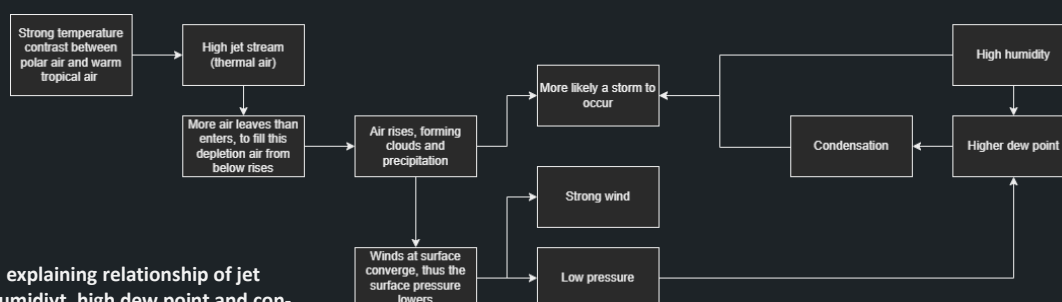 Strong temperature
contrast between
polar air and warm
tropical air
High jet stream
(thermal air)
More air leaves than
enters, to fill this
depletion air from
below rises
Air rises, forming
clouds and
precipitation
More likely a storm to
occur
High humidity
Condensation
Higher dew point
Strong wind
Winds at surface
converge, thus the
surface pressure
lowers
Low pressure
explaining relationship of jet
umidiyt, high dew point and con-